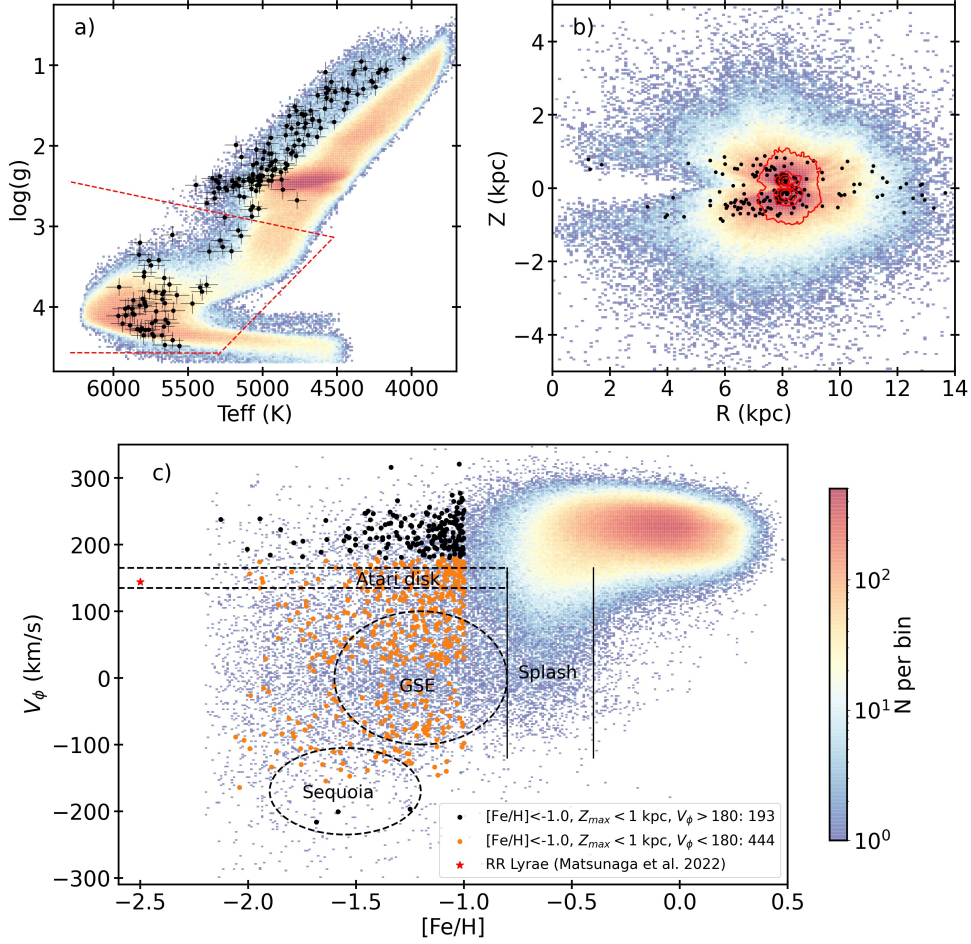 a)
1
2
3
4
log(g)
6000 5500 5000 4500 4000
Teff (K)
b)
4
2
0
−2
−4
Z (kpc)
0 2 4 6 8 10 12 14
R (kpc)
c)
300
200
100
0
−100
−200
−300
V_ϕ (km/s)
Atari disk
GSE
Splash
Sequoia
[Fe/H]<-1.0, Z_max < 1 kpc, V_ϕ > 180: 193
[Fe/H]<-1.0, Z_max < 1 kpc, V_ϕ < 180: 444
RR Lyrae (Matsunaga et al. 2022)
−2.5 −2.0 −1.5 −1.0 −0.5 0.0 0.5
[Fe/H]
10²
10¹
10⁰
N per bin